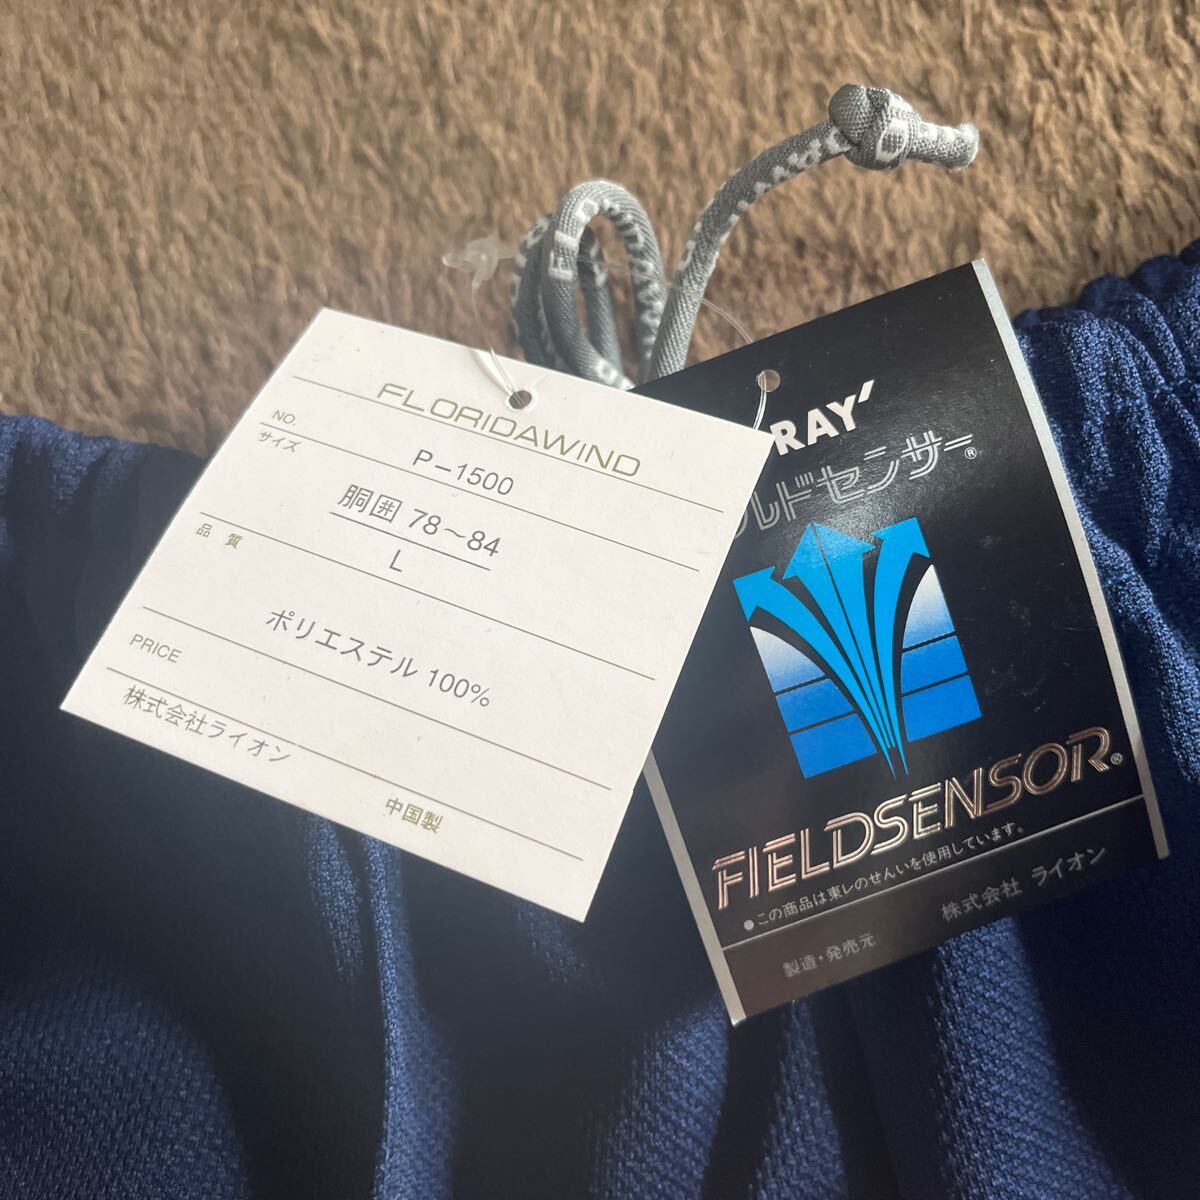 FLORIDAWIND
NO. P-1500
サイズ 胴囲 78～84
L
品質
ポリエステル 100%
PRICE
株式会社ライオン
中国製
RAY
ルドセンサー®
FIELDSENSOR®
●この商品は東レのせんいを使用しています。
製造・発売元 株式会社 ライオン